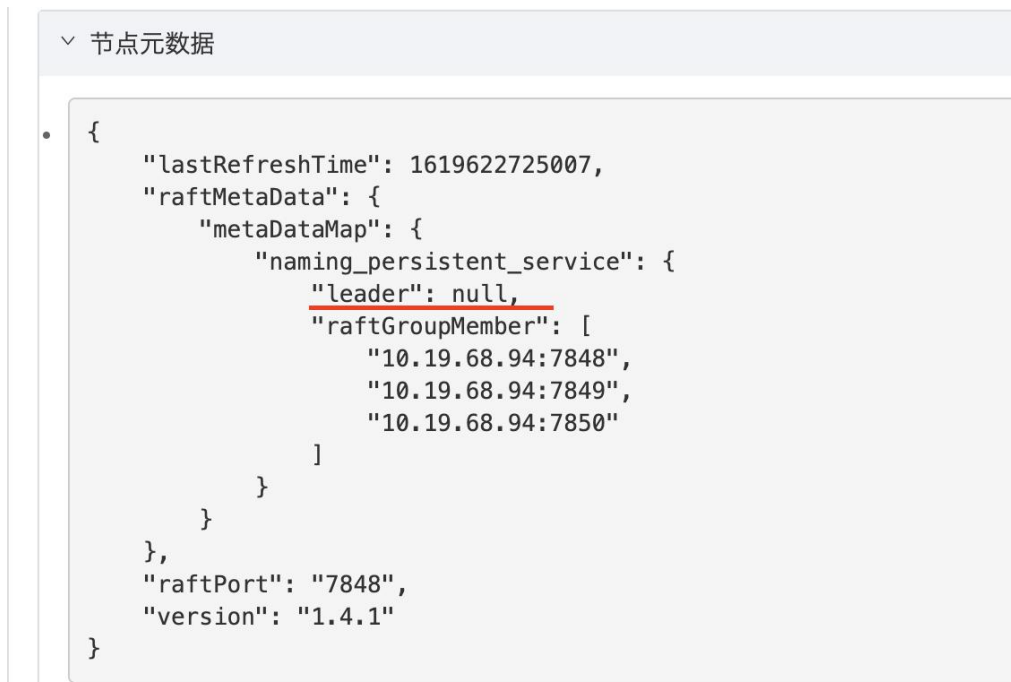 节点元数据
{
"lastRefreshTime": 1619622725007,
"raftMetaData": {
"metaDataMap": {
"naming_persistent_service": {
"leader": null,
"raftGroupMember": [
"10.19.68.94:7848",
"10.19.68.94:7849",
"10.19.68.94:7850"
]
}
}
},
"raftPort": "7848",
"version": "1.4.1"
}